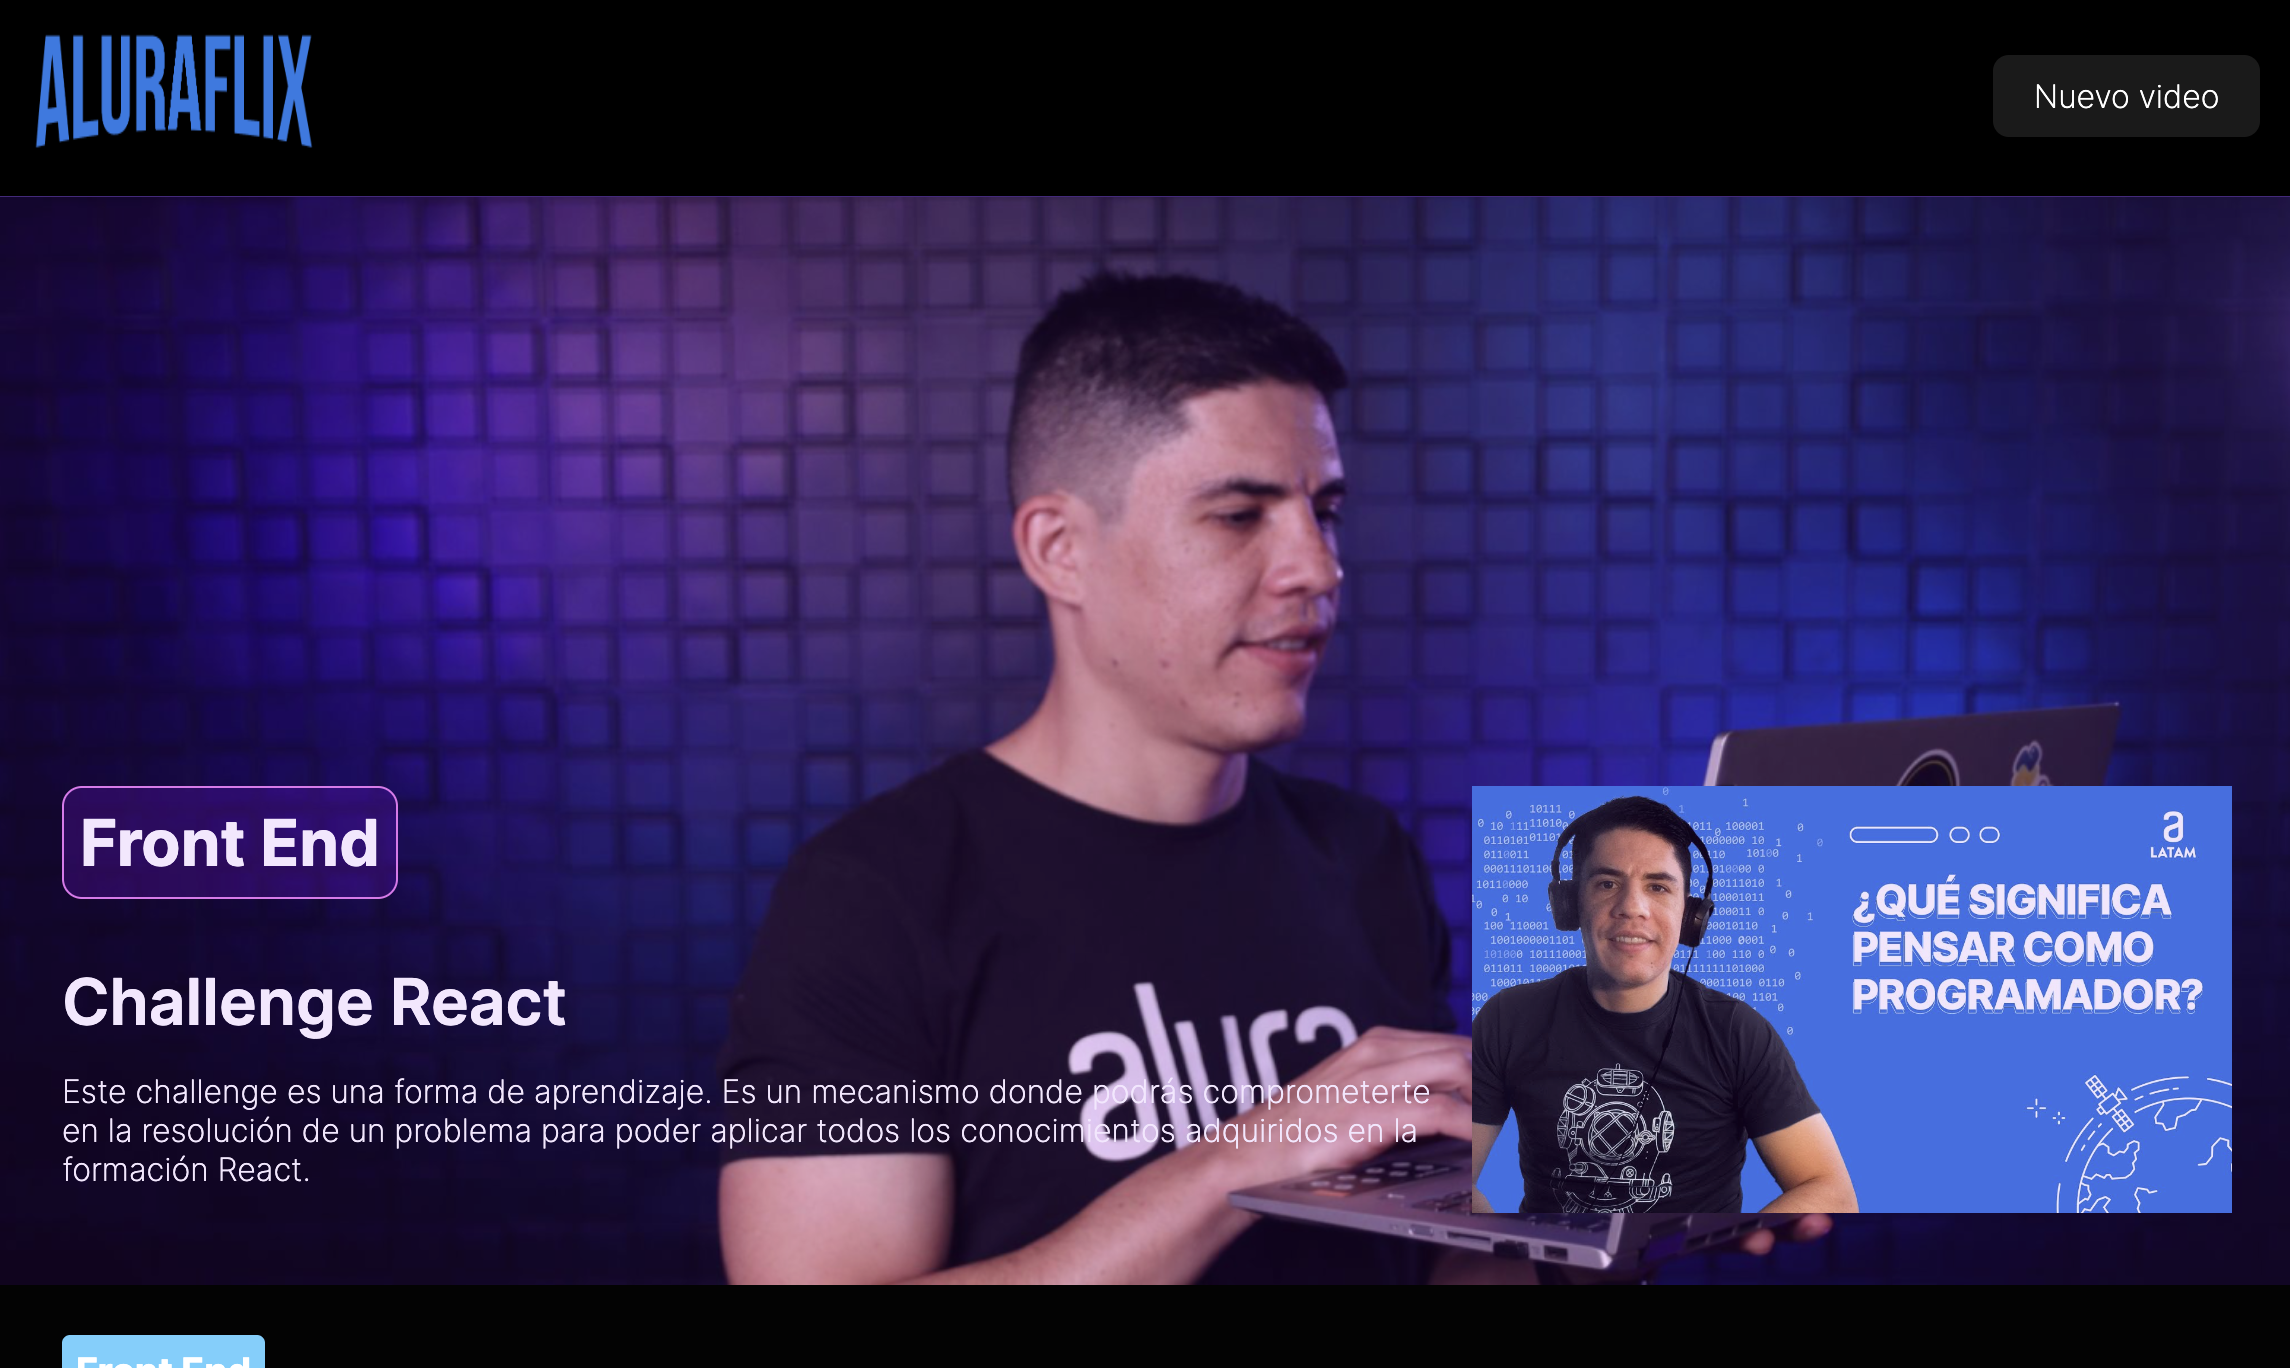 ALURAFLIX
Nuevo video
Front End
Challenge React
Este challenge es una forma de aprendizaje. Es un mecanismo donde podrás comprometerte
en la resolución de un problema para poder aplicar todos los conocimientos adquiridos en la
formación React.
alura
a
LATAM
¿QUÉ SIGNIFICA
PENSAR COMO
PROGRAMADOR?
Front End